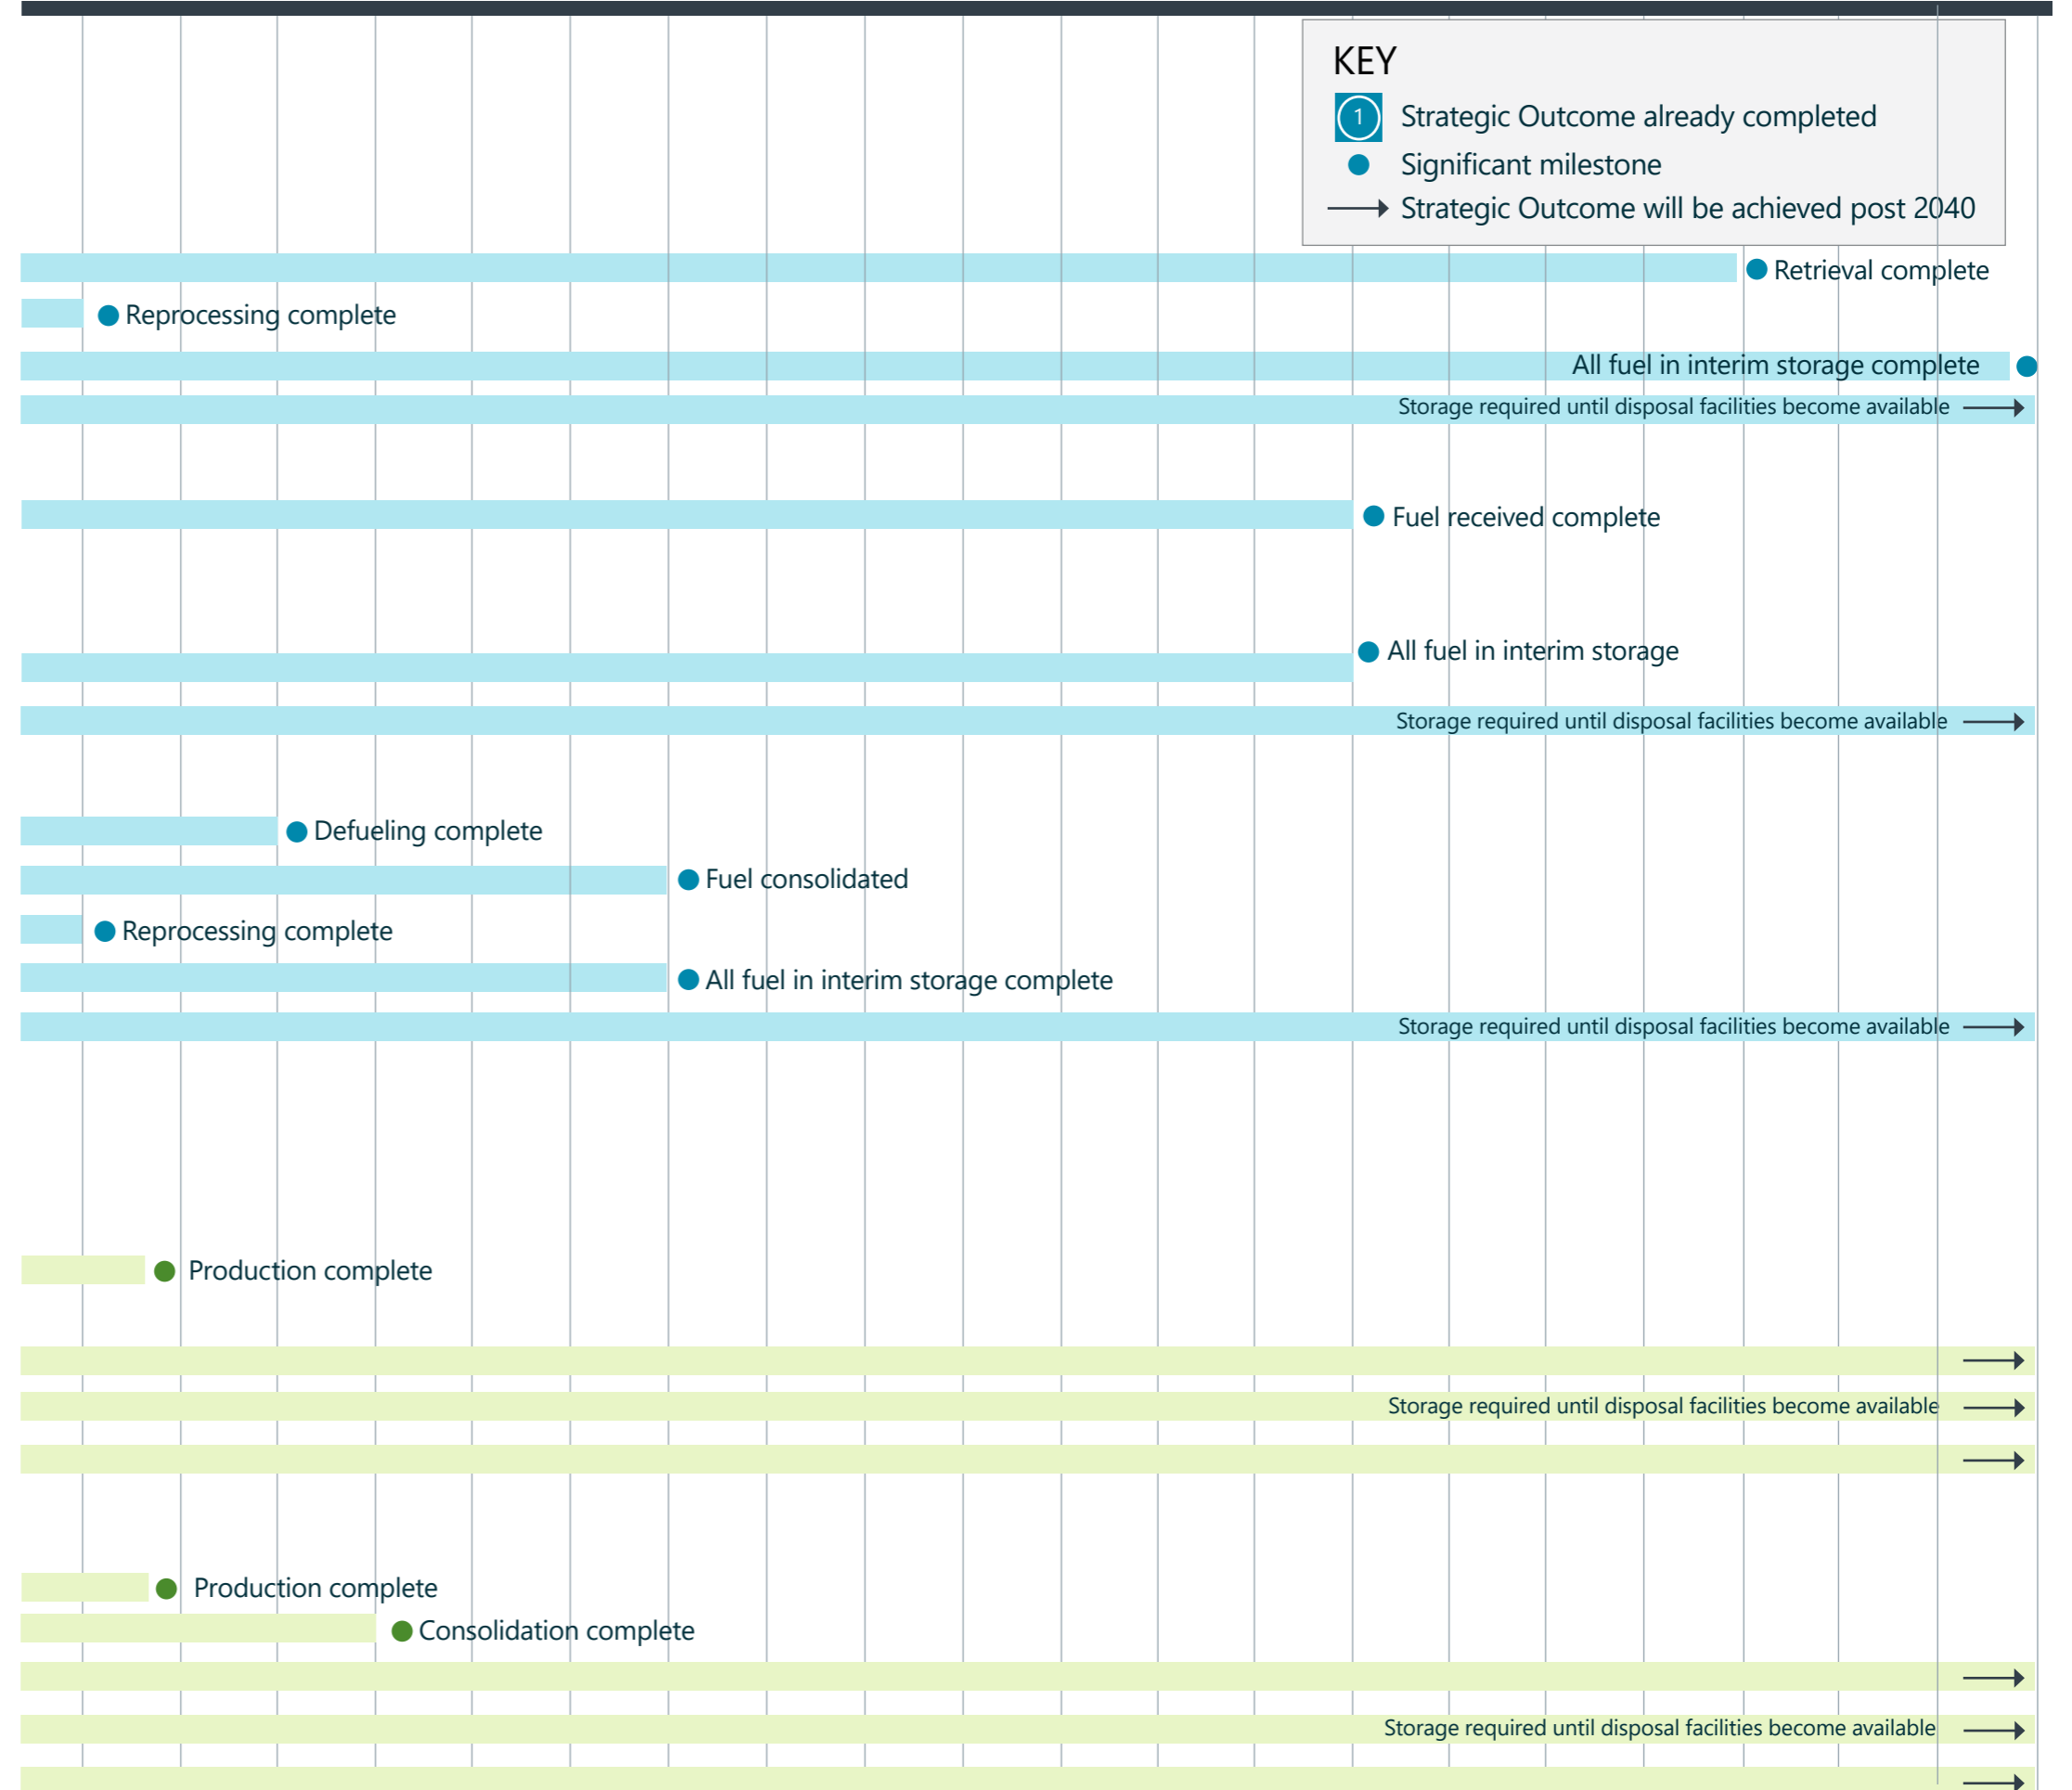 KEY
1 Strategic Outcome already completed
Significant milestone
Strategic Outcome will be achieved post 2040
Retrieval complete
Reprocessing complete
All fuel in interim storage complete
Storage required until disposal facilities become available
Fuel received complete
All fuel in interim storage
Storage required until disposal facilities become available
Defueling complete
Fuel consolidated
Reprocessing complete
All fuel in interim storage complete
Storage required until disposal facilities become available
Production complete
Storage required until disposal facilities become available
Production complete
Consolidation complete
Storage required until disposal facilities become available